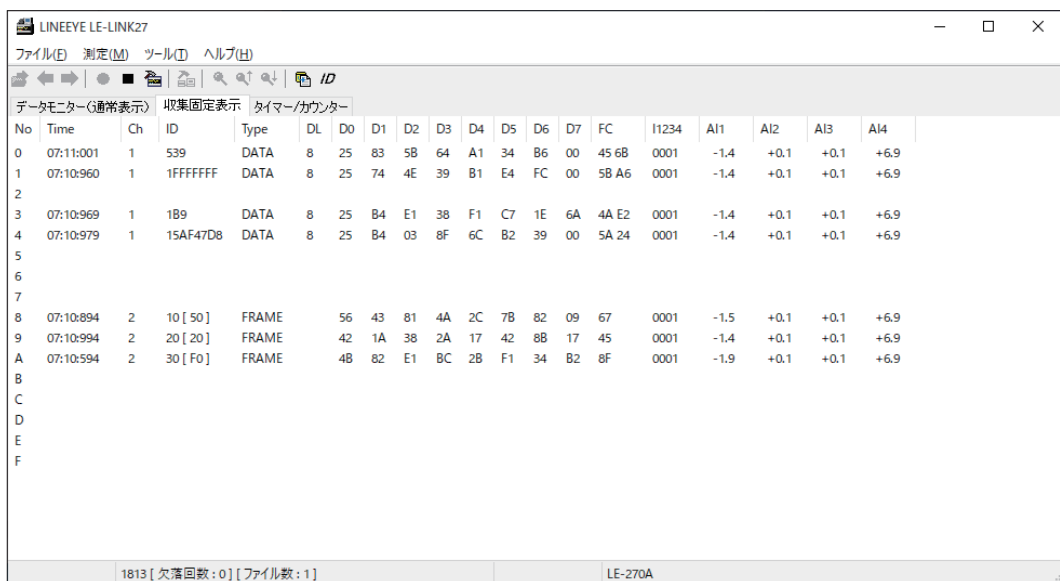 LINEEYE LE-LINK27
ファイル(F) 測定(M) ツール(T) ヘルプ(H)
ID
データモニター(通常表示) 収集固定表示 タイマー/カウンター
No Time Ch ID Type DL D0 D1 D2 D3 D4 D5 D6 D7 FC I1234 AI1 AI2 AI3 AI4
0 07:11:001 1 539 DATA 8 25 83 5B 64 A1 34 B6 00 45 6B 0001 -1.4 +0.1 +0.1 +6.9
1 07:10:960 1 1FFFFFFF DATA 8 25 74 4E 39 B1 E4 FC 00 5B A6 0001 -1.4 +0.1 +0.1 +6.9
2
3 07:10:969 1 1B9 DATA 8 25 B4 E1 38 F1 C7 1E 6A 4A E2 0001 -1.4 +0.1 +0.1 +6.9
4 07:10:979 1 15AF47D8 DATA 8 25 B4 03 8F 6C B2 39 00 5A 24 0001 -1.4 +0.1 +0.1 +6.9
5
6
7
8 07:10:894 2 10 [ 50 ] FRAME 56 43 81 4A 2C 7B 82 09 67 0001 -1.5 +0.1 +0.1 +6.9
9 07:10:994 2 20 [ 20 ] FRAME 42 1A 38 2A 17 42 8B 17 45 0001 -1.4 +0.1 +0.1 +6.9
A 07:10:594 2 30 [ F0 ] FRAME 4B 82 E1 BC 2B F1 34 B2 8F 0001 -1.9 +0.1 +0.1 +6.9
B
C
D
E
F
1813 [ 欠落回数 : 0 ] [ ファイル数 : 1 ] LE-270A